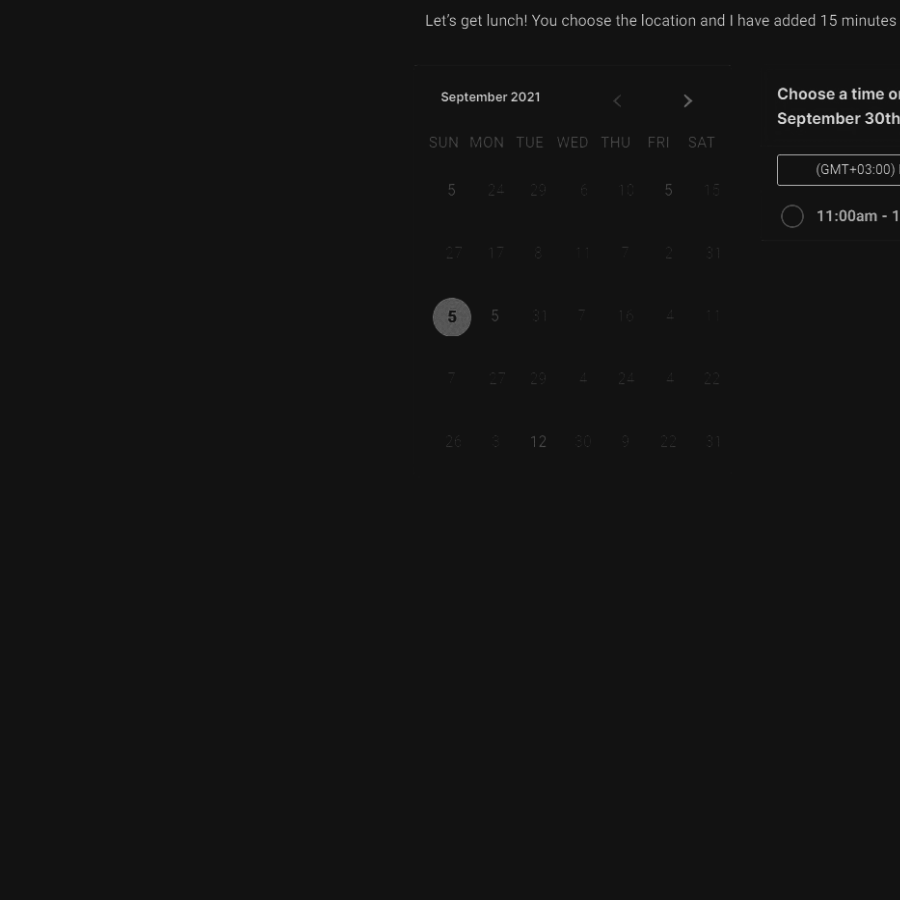 Let's get lunch! You choose the location and I have added 15 minutes
September 2021
SUN MON TUE WED THU FRI SAT
5 24 29 6 10 5 15
27 17 8 11 7 2 31
5 5 31 7 16 4 11
7 27 29 4 24 4 22
26 3 12 30 9 22 31
Choose a time
September 30th
(GMT+03:00)
11:00am -